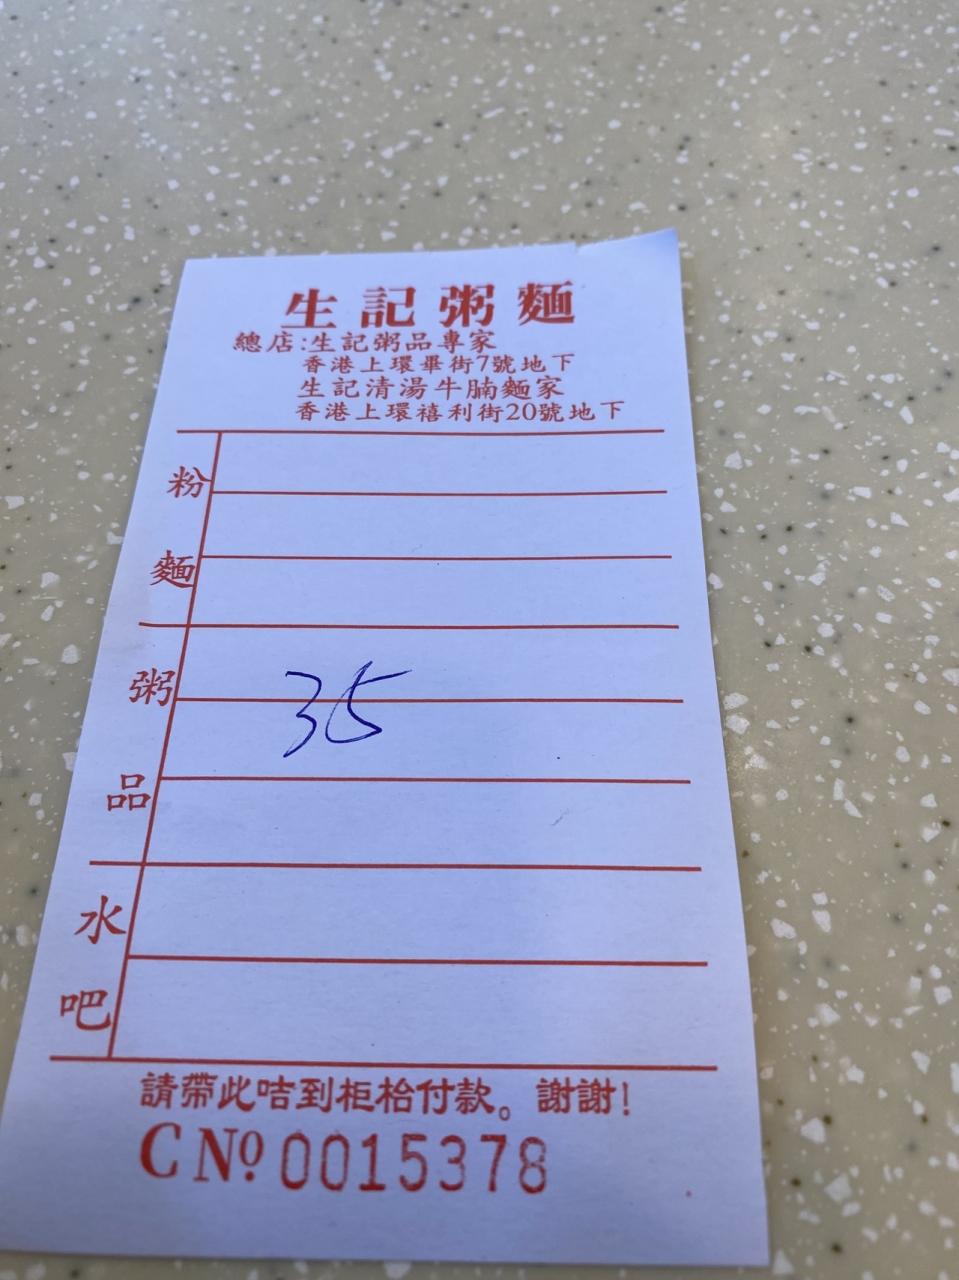 生記粥麵
總店:生記粥品專家
香港上環畢街7號地下
生記清湯牛腩麵家
香港上環禧利街20號地下
粉麵
35
粥品
水吧
請帶此咭到柜枱付款。謝謝!
C Nº 0015378